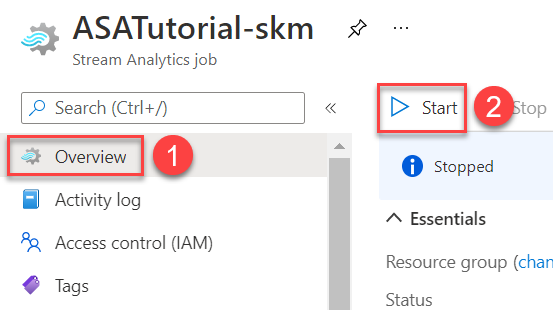 ASATutorial-skm
...
Stream Analytics job
Search (Ctrl+/)
«
Start
2
Stop
Overview
1
Stopped
Activity log
Essentials
Access control (IAM)
Resource group (chan
Tags
Status